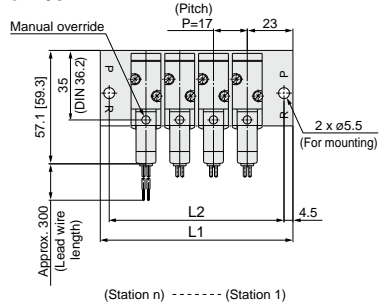 (Pitch)
P=17
23
Manual override
35
(DIN 36.2)
57.1 [59.3]
P
R
P
R
2 x ø5.5
(For mounting)
Approx. 300
(Lead wire
length)
L2
4.5
L1
(Station n) ------ (Station 1)